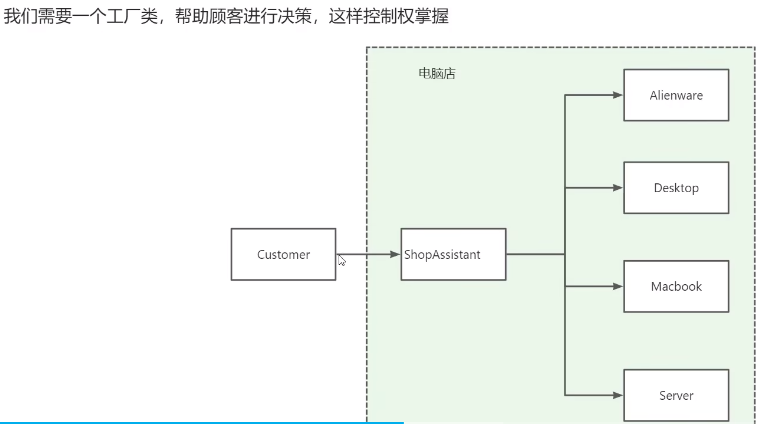 我们需要一个工厂类，帮助顾客进行决策，这样控制权掌握
电脑店
Alienware
Desktop
Customer
ShopAssistant
Macbook
Server